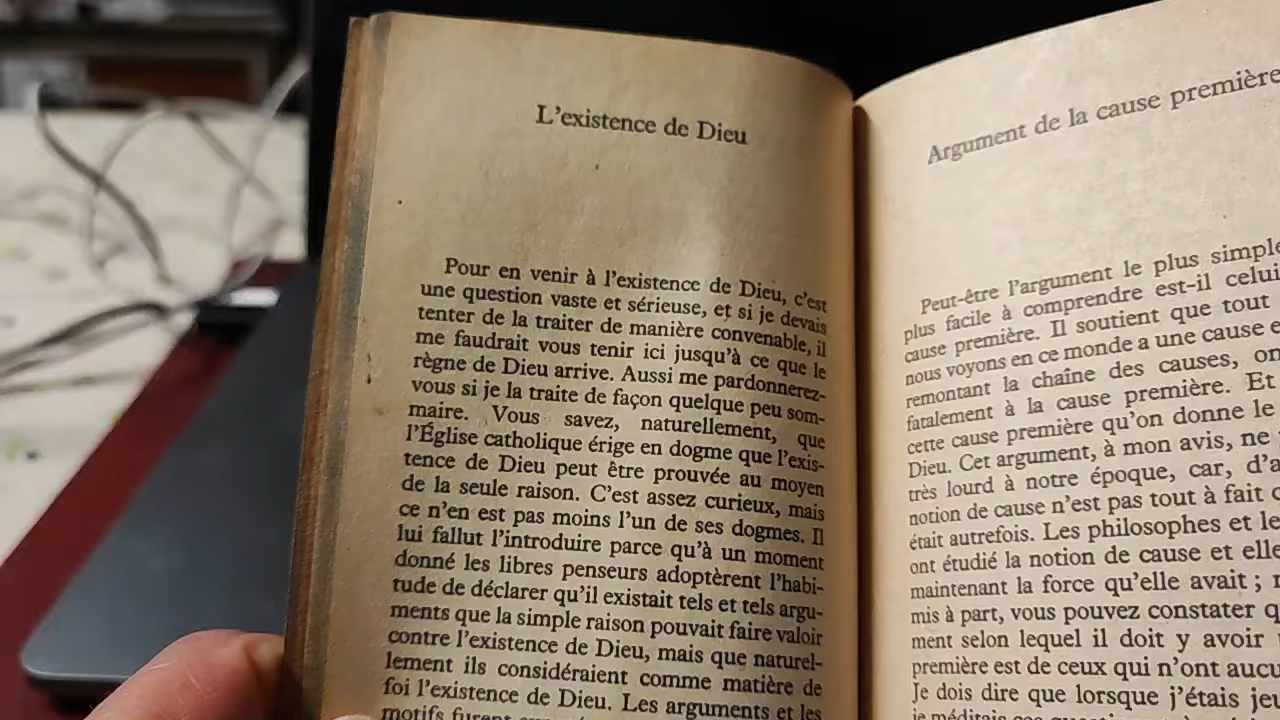 L'existence de Dieu
Pour en venir à l'existence de Dieu, c'est
une question vaste et sérieuse, et si je devais
tenter de la traiter de manière convenable, il
me faudrait vous tenir ici jusqu'à ce que le
règne de Dieu arrive. Aussi me pardonnerez-
vous si je la traite de façon quelque peu som-
maire. Vous savez, naturellement, que
l'Église catholique érige en dogme que l'exis-
tence de Dieu peut être prouvée au moyen
de la seule raison. C'est assez curieux, mais
ce n'en est pas moins l'un de ses dogmes. Il
lui fallut l'introduire parce qu'à un moment
donné les libres penseurs adoptèrent l'habi-
tude de déclarer qu'il existait tels et tels argu-
ments que la simple raison pouvait faire valoir
contre l'existence de Dieu, mais que naturel-
lement ils considéraient comme matière de
foi l'existence de Dieu. Les arguments et les
motifs furent
Argument de la cause première
Peut-être l'argument le plus simple
plus facile à comprendre est-il celui
cause première. Il soutient que tout
nous voyons en ce monde a une cause e
remontant la chaîne des causes, on
fatalement à la cause première. Et
cette cause première qu'on donne le
Dieu. Cet argument, à mon avis, ne
très lourd à notre époque, car, d'a
notion de cause n'est pas tout à fait c
était autrefois. Les philosophes et le
ont étudié la notion de cause et elle
maintenant la force qu'elle avait ;
mis à part, vous pouvez constater q
ment selon lequel il doit y avoir
première est de ceux qui n'ont aucu
Je dois dire que lorsque j'étais jeu
je méditais ces